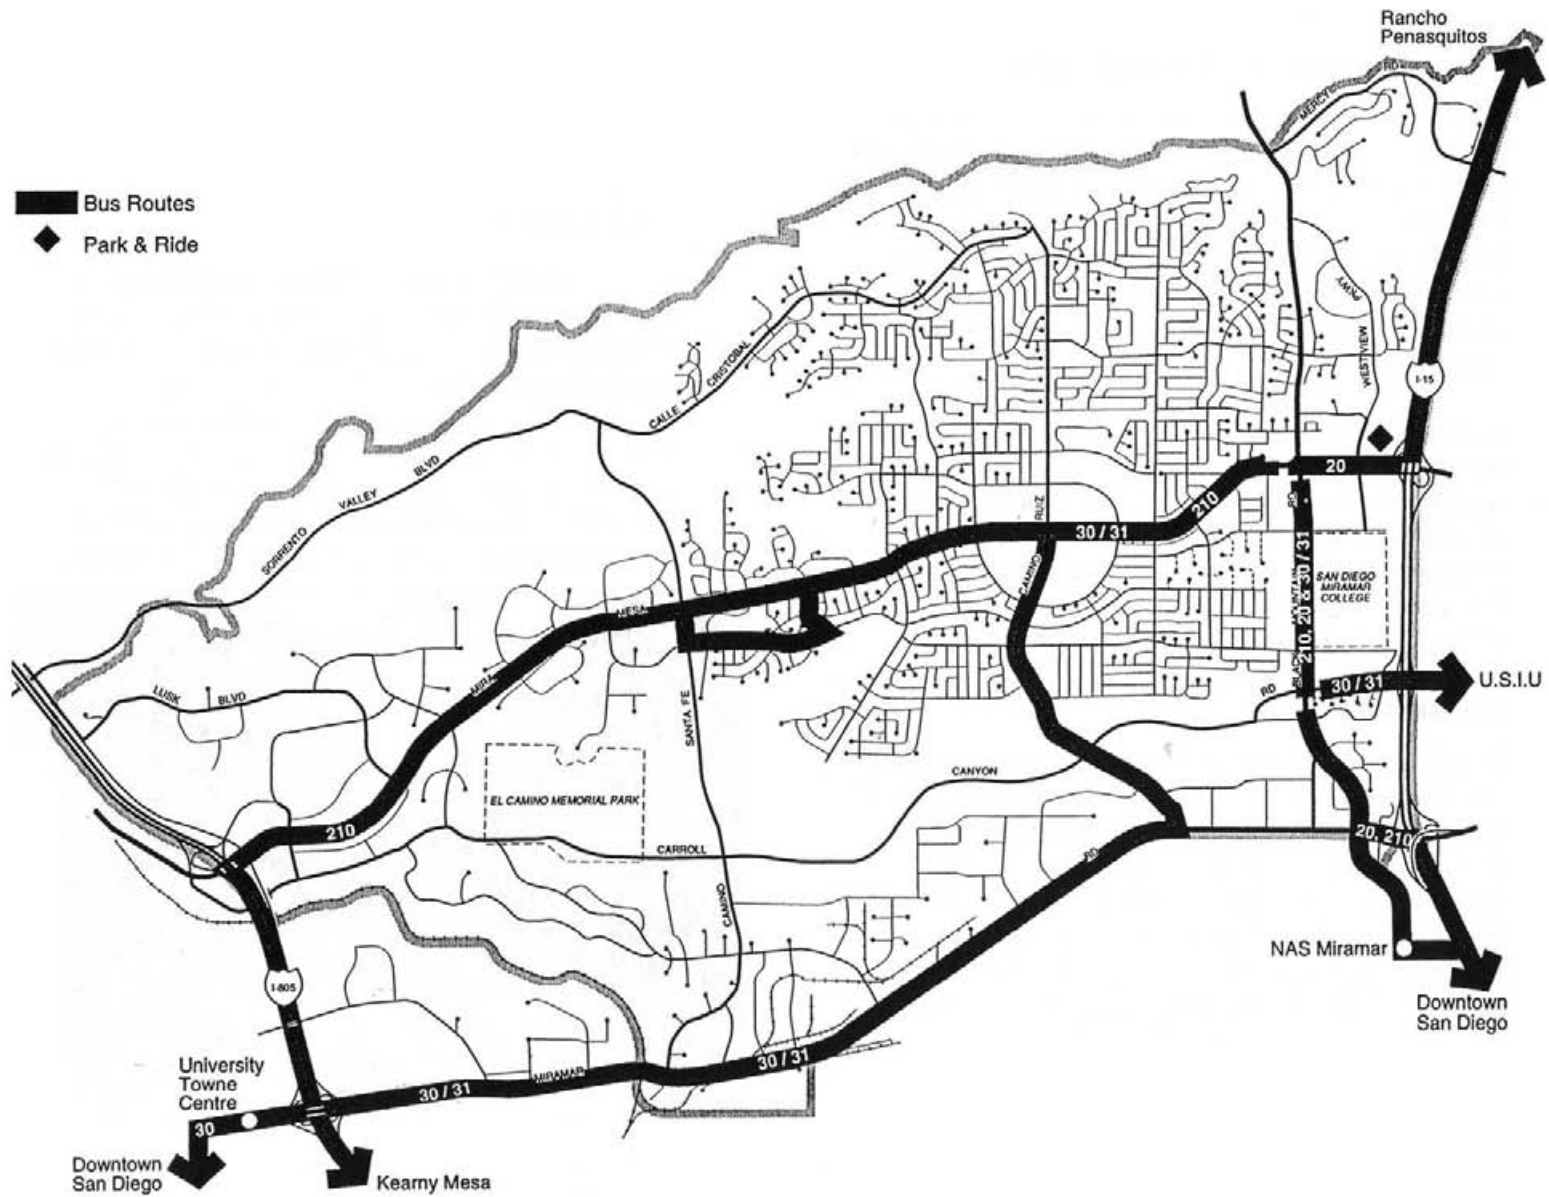 Rancho
Penasquitos
RD
MERCY
Bus Routes
Park & Ride
PKWY
WESTVIEW
I-15
CRISTOBAL
CALLE
BLVD
VALLEY
SORRENTO
20
RD
RUIZ
210
30 / 31
CAMINO
MOUNTAIN
210, 20 & 30 / 31
BLACK
SAN DIEGO
MIRAMAR
COLLEGE
MESA
MIRA
LUSK
BLVD
SANTA FE
RD
30 / 31
U.S.I.U
CANYON
EL CAMINO MEMORIAL PARK
210
CARROLL
20, 210
RD
CAMINO
NAS Miramar
I-805
Downtown
San Diego
University
Towne
Centre
30 / 31
MIRAMAR
30 / 31
30
Downtown
San Diego
Kearny Mesa